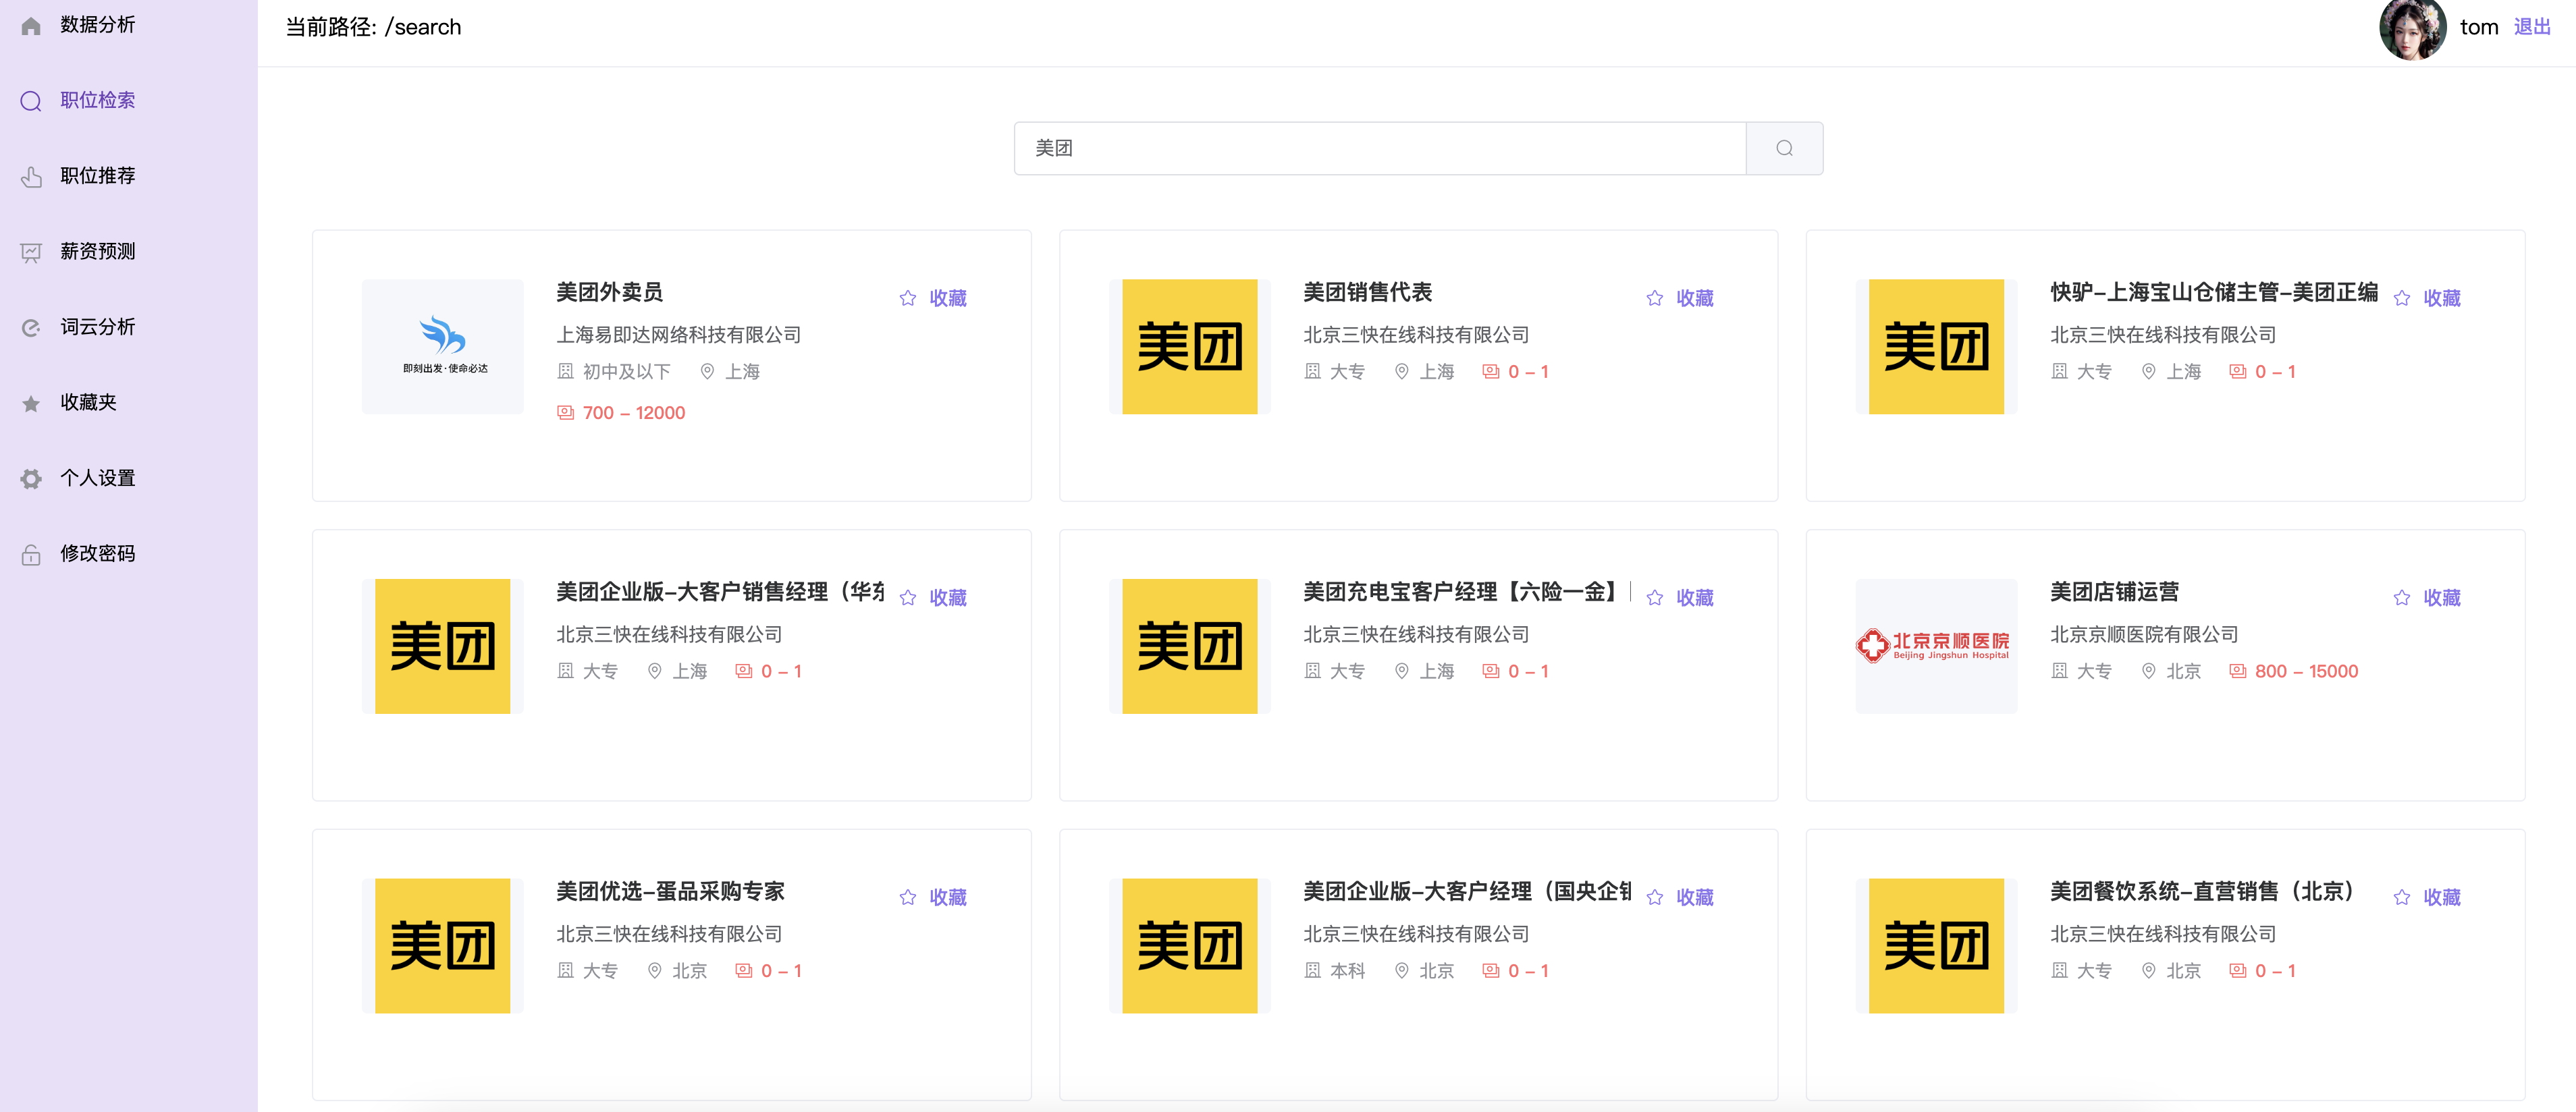 数据分析
职位检索
职位推荐
薪资预测
词云分析
收藏夹
个人设置
修改密码
当前路径: /search
tom 退出
美团
即刻出发·使命必达
美团外卖员
收藏
上海易即达网络科技有限公司
初中及以下 上海
700 – 12000
美团
美团销售代表
收藏
北京三快在线科技有限公司
大专 上海 0 – 1
美团
快驴–上海宝山仓储主管–美团正编
收藏
北京三快在线科技有限公司
大专 上海 0 – 1
美团
美团企业版–大客户销售经理（华东
收藏
北京三快在线科技有限公司
大专 上海 0 – 1
美团
美团充电宝客户经理【六险一金】
收藏
北京三快在线科技有限公司
大专 上海 0 – 1
北京京顺医院
Beijing Jingshun Hospital
美团店铺运营
收藏
北京京顺医院有限公司
大专 北京 800 – 15000
美团
美团优选–蛋品采购专家
收藏
北京三快在线科技有限公司
大专 北京 0 – 1
美团
美团企业版–大客户经理（国央企销
收藏
北京三快在线科技有限公司
本科 北京 0 – 1
美团
美团餐饮系统–直营销售（北京）
收藏
北京三快在线科技有限公司
大专 北京 0 – 1